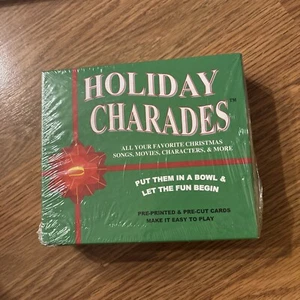 HOLIDAY
CHARADES™
ALL YOUR FAVORITE CHRISTMAS
SONGS, MOVIES, CHARACTERS, & MORE
PUT THEM IN A BOWL &
LET THE FUN BEGIN
PRE-PRINTED & PRE-CUT CARDS
MAKE IT EASY TO PLAY